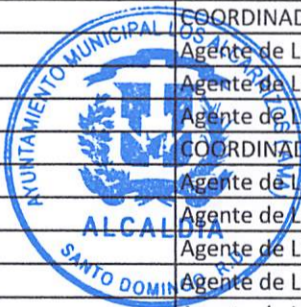 COORDINAD
Agente de L
Agente de L
Agente de L
COORDINAD
Agente de L
Agente de L
Agente de L
Agente de L
AYUNTAMIENTO MUNICIPAL LOS ALCARRIZOS
ALCALDIA
SANTO DOMINGO, R.D.